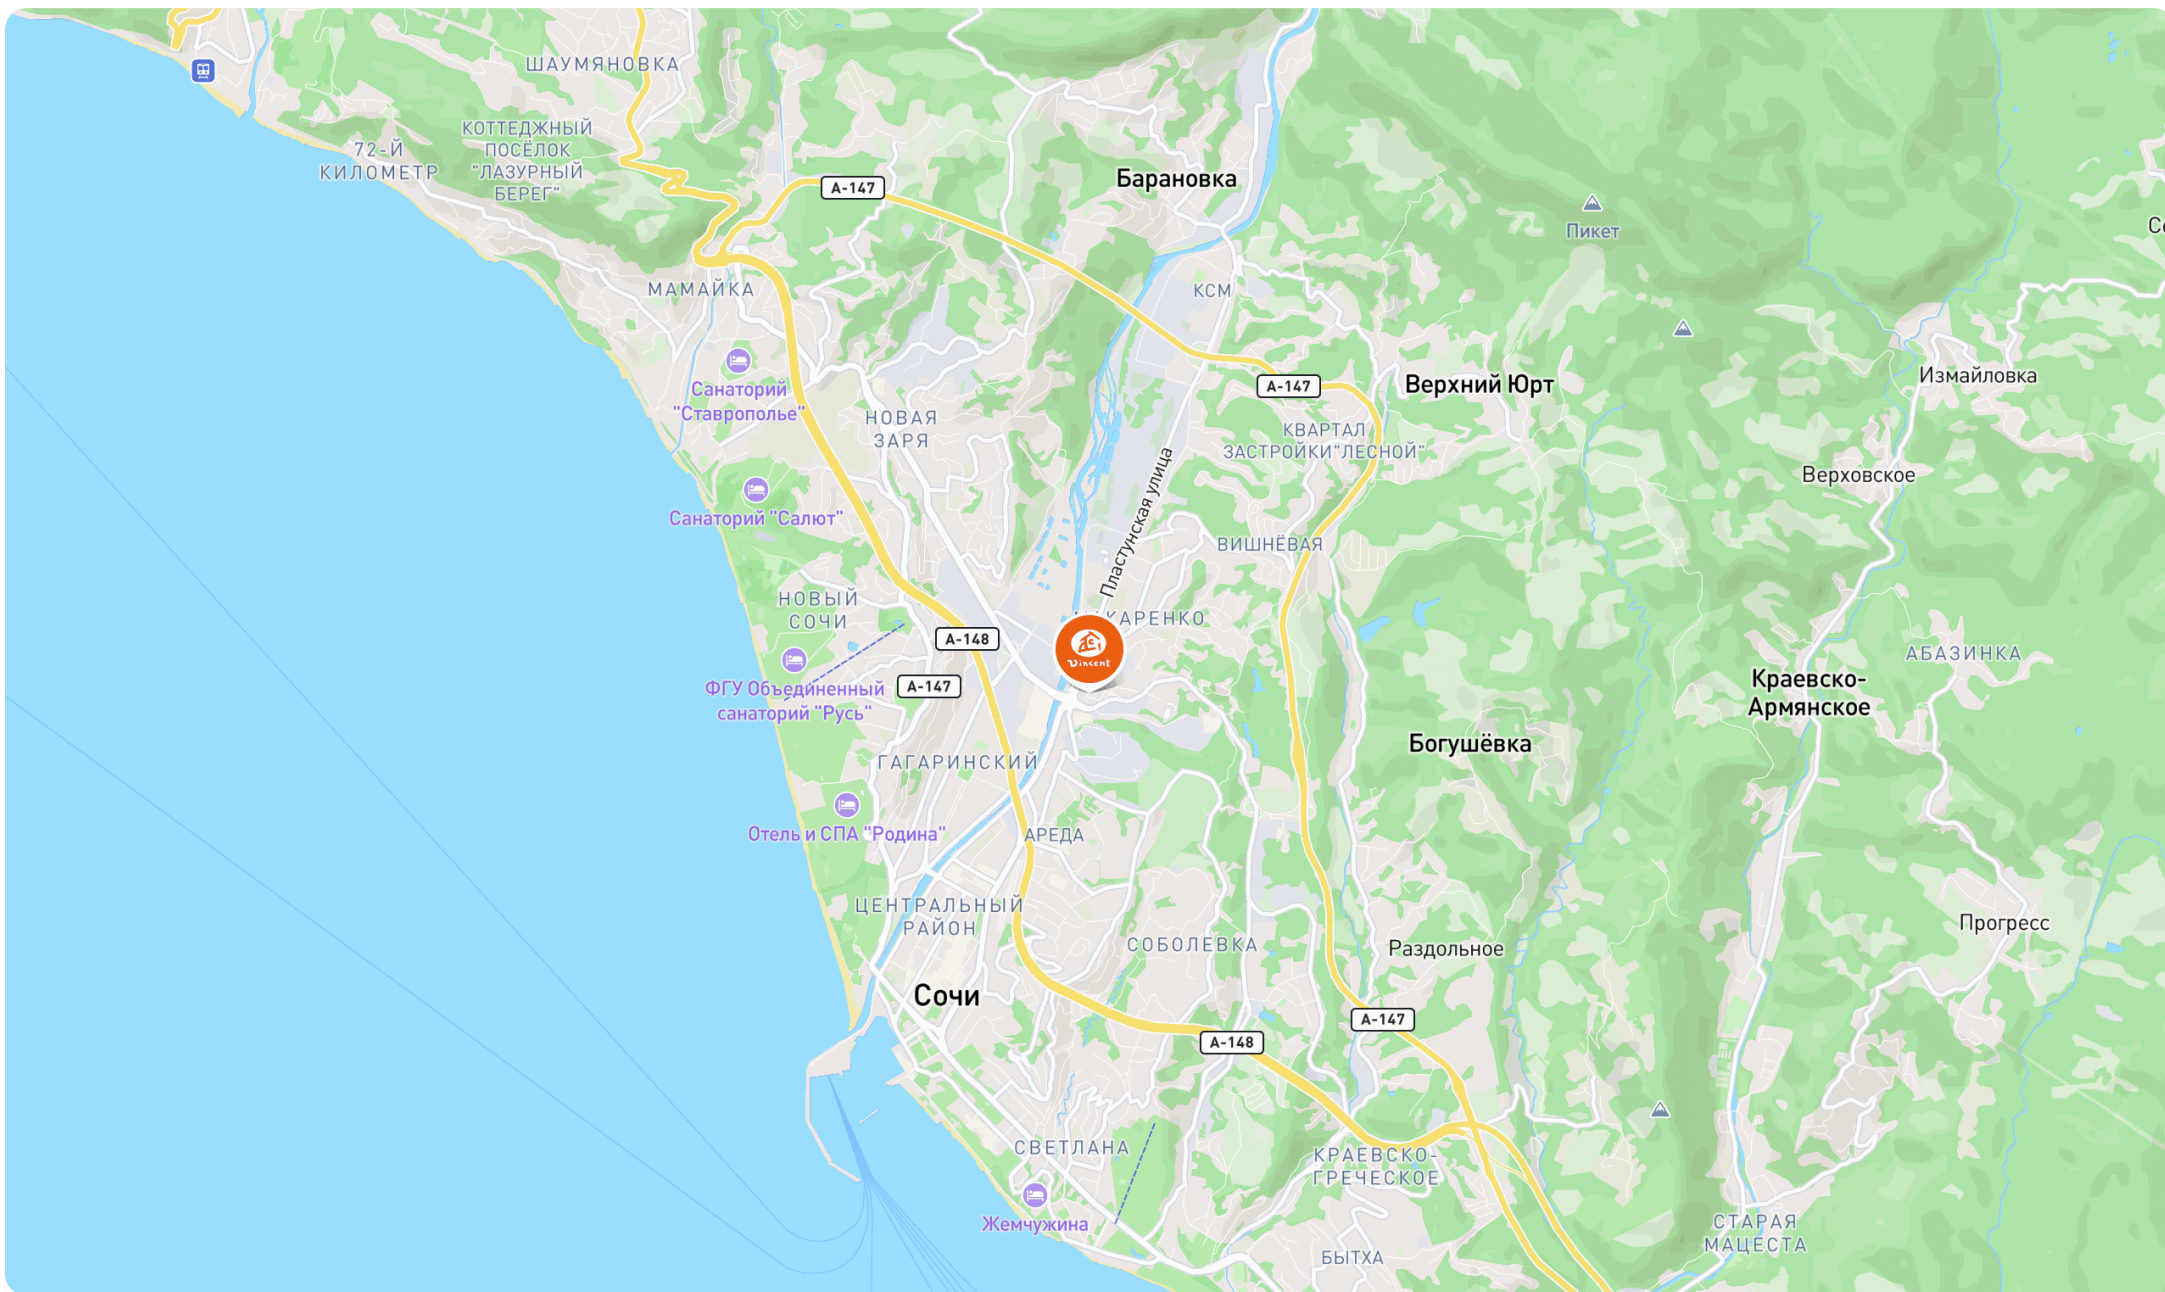 ШАУМЯНОВКА
КОТТЕДЖНЫЙ
ПОСЁЛОК
"ЛАЗУРНЫЙ
БЕРЕГ"
72-Й
КИЛОМЕТР
А-147
Барановка
Пикет
МАМАЙКА
КСМ
Санаторий
"Ставрополье"
НОВАЯ
ЗАРЯ
А-147
Верхний Юрт
Измайловка
КВАРТАЛ
ЗАСТРОЙКИ"ЛЕСНОЙ"
Верховское
Санаторий "Салют"
Пластунская улица
ВИШНЁВАЯ
НОВЫЙ
СОЧИ
А-148
Vincent
АБАЗИНКА
ФГУ Объединенный
санаторий "Русь"
А-147
Краевско-
Армянское
Богушёвка
ГАГАРИНСКИЙ
Отель и СПА "Родина"
АРЕДА
ЦЕНТРАЛЬНЫЙ
РАЙОН
СОБОЛЕВКА
Раздольное
Прогресс
Сочи
А-147
А-148
СВЕТЛАНА
КРАЕВСКО-
ГРЕЧЕСКОЕ
Жемчужина
БЫТХА
СТАРАЯ
МАЦЕСТА